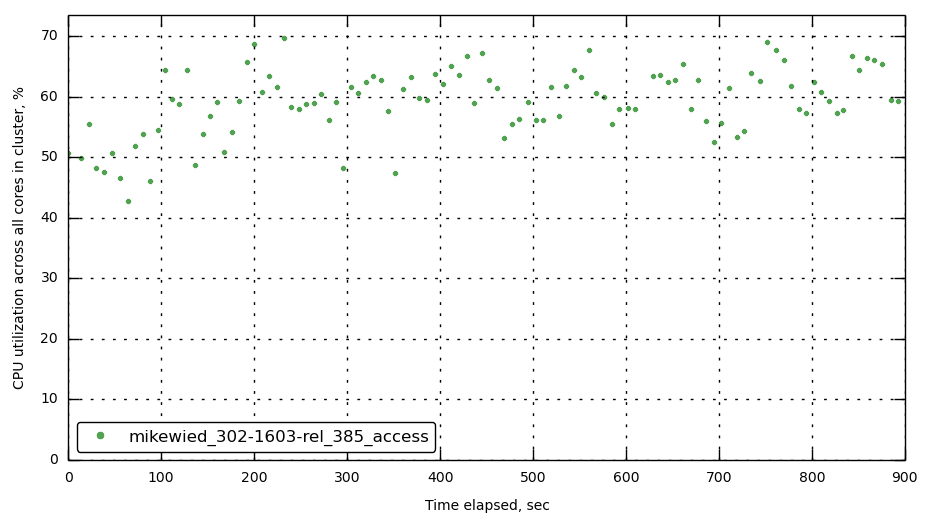 CPU utilization across all cores in cluster, %
70
60
50
40
30
20
10
0
mikewied_302-1603-rel_385_access
0 100 200 300 400 500 600 700 800 900
Time elapsed, sec